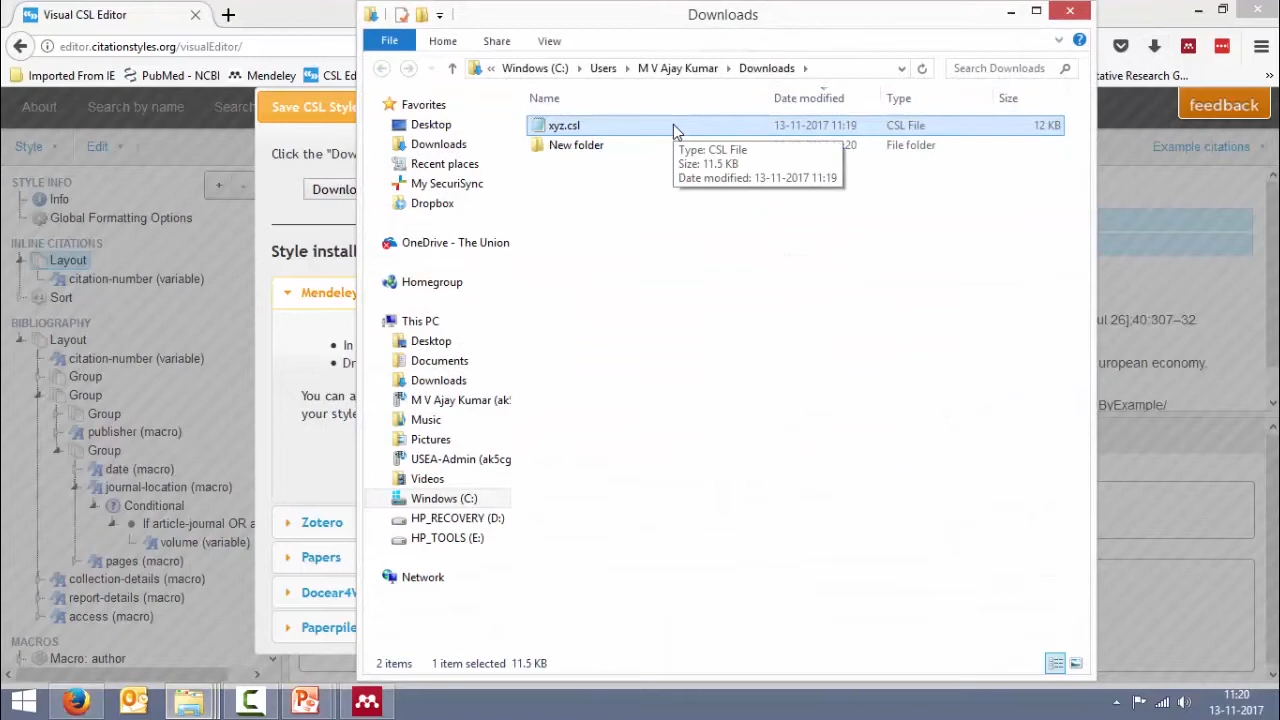 Visual CSL Editor
editor.citationstyles.org/visualEditor/
Imported From IE
PubMed - NCBI
Mendeley
CSL Ed
ative Research G...
About
Search by name
Search
Save CSL Style
feedback
Style
Edit
Click the "Dow
Example citations
Downlo
STYLE INFO
Info
Global Formatting Options
INLINE CITATIONS
Layout
citation-number (variable)
Sort
BIBLIOGRAPHY
Layout
citation-number (variable)
Group
Group
Group
publisher (macro)
Group
date (macro)
journal-location (macro)
Conditional
If article-journal OR a
volume (variable)
pages (macro)
collection-details (macro)
report-details (macro)
access (macro)
MACROS
Macro: author
Style install
Mendeley
In
Dr
You can a
your style
Zotero
Papers
Docear4W
Paperpile
Downloads
File
Home
Share
View
Windows (C:)
Users
M V Ajay Kumar
Downloads
Search Downloads
Name
Date modified
Type
Size
xyz.csl
13-11-2017 11:19
CSL File
12 KB
New folder
20
File folder
Type: CSL File
Size: 11.5 KB
Date modified: 13-11-2017 11:19
Favorites
Desktop
Downloads
Recent places
My SecuriSync
Dropbox
OneDrive - The Union
Homegroup
This PC
Desktop
Documents
Downloads
M V Ajay Kumar (ak5
Music
Pictures
USEA-Admin (ak5cg
Videos
Windows (C:)
HP_RECOVERY (D:)
HP_TOOLS (E:)
Network
2 items
1 item selected 11.5 KB
ul 26];40:307–32.
uropean economy.
ByExample/
11:20
13-11-2017